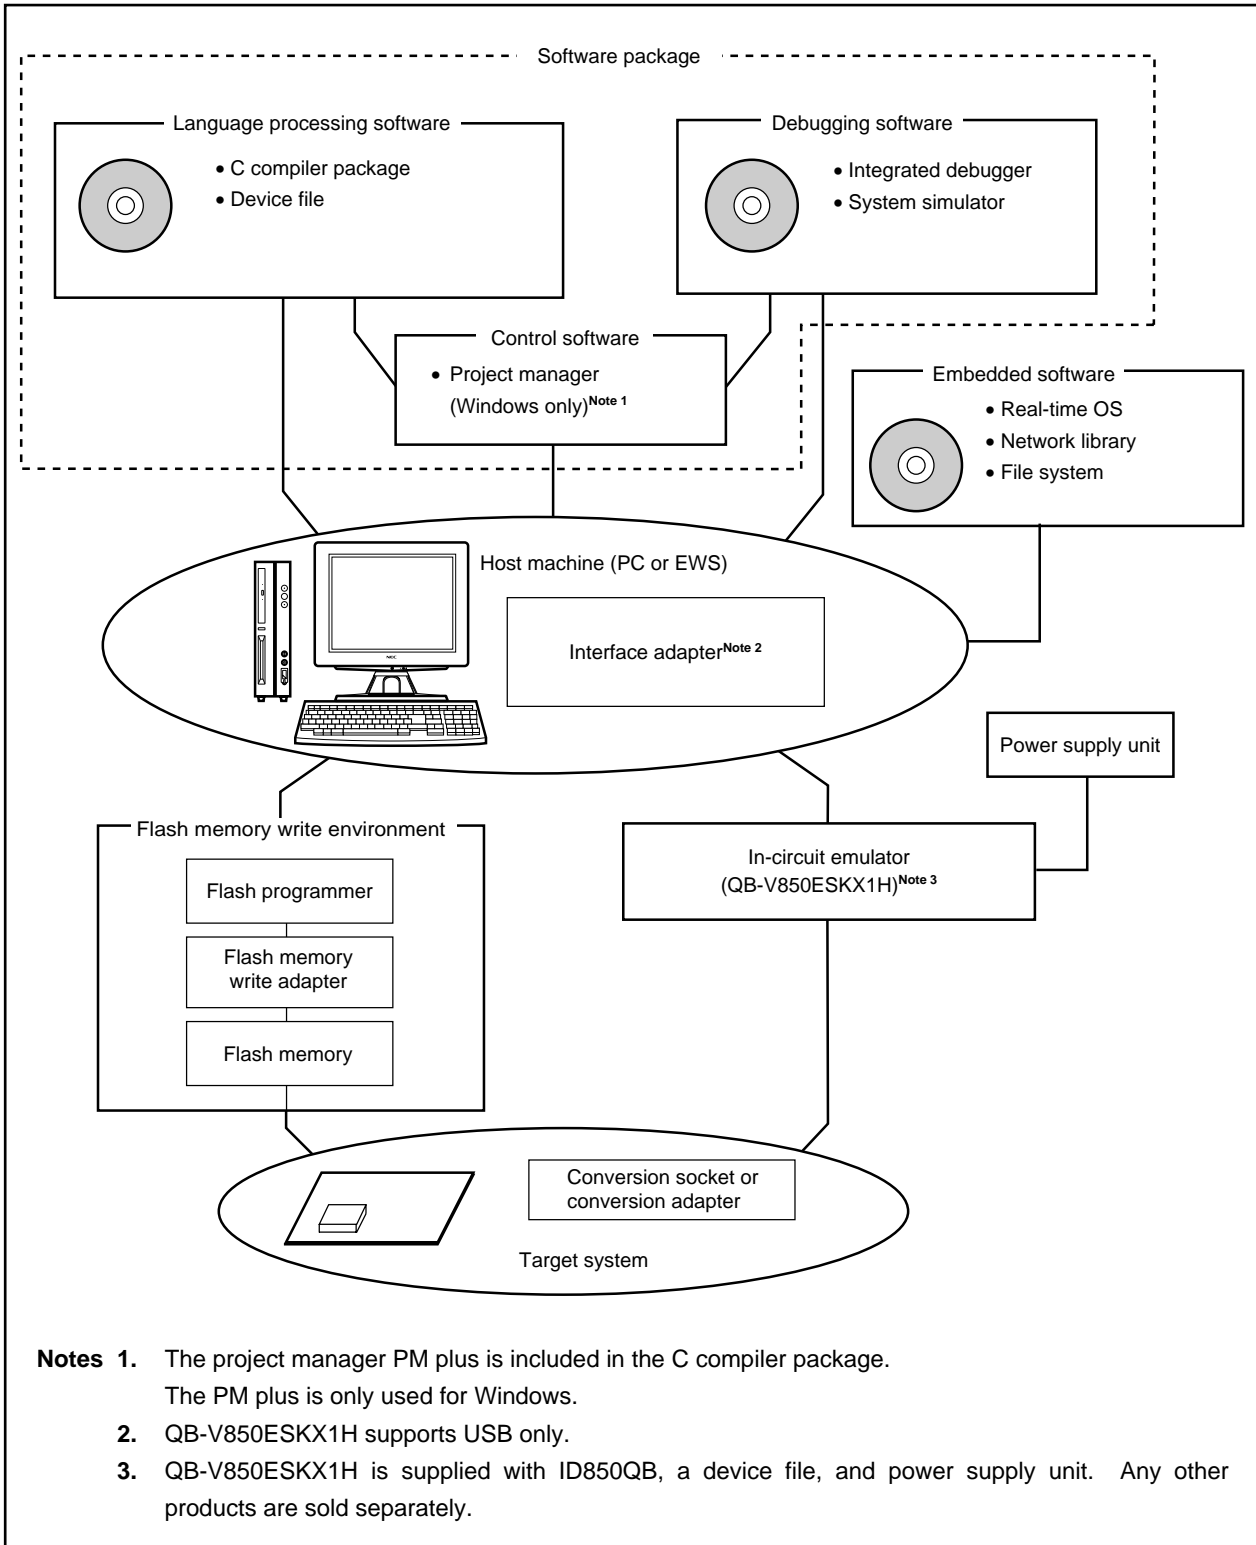 Software package
Language processing software
• C compiler package
• Device file
Debugging software
• Integrated debugger
• System simulator
Control software
• Project manager
(Windows only)Note 1
Embedded software
• Real-time OS
• Network library
• File system
Host machine (PC or EWS)
NEC
Interface adapterNote 2
Power supply unit
Flash memory write environment
Flash programmer
Flash memory
write adapter
Flash memory
In-circuit emulator
(QB-V850ESKX1H)Note 3
Conversion socket or
conversion adapter
Target system
Notes 1. The project manager PM plus is included in the C compiler package.
The PM plus is only used for Windows.
2. QB-V850ESKX1H supports USB only.
3. QB-V850ESKX1H is supplied with ID850QB, a device file, and power supply unit. Any other
products are sold separately.